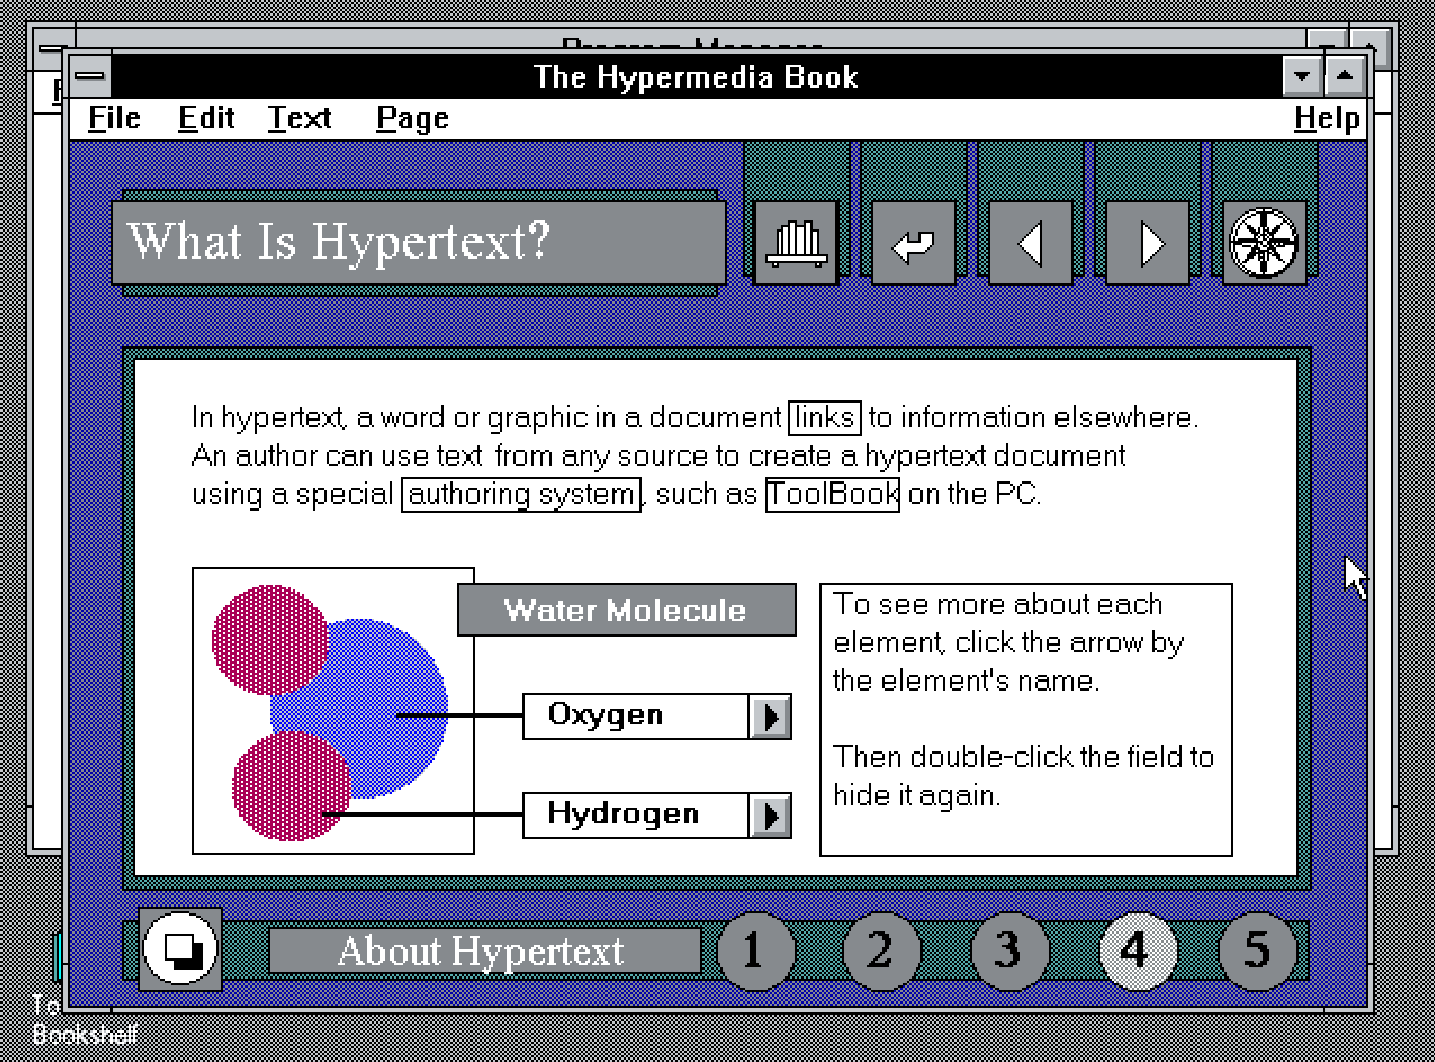 Program Manager
The Hypermedia Book
File Edit Text Page Help
What Is Hypertext?
In hypertext, a word or graphic in a document links to information elsewhere.
An author can use text from any source to create a hypertext document
using a special authoring system, such as ToolBook on the PC.
Water Molecule
Oxygen
Hydrogen
To see more about each
element, click the arrow by
the element's name.
Then double-click the field to
hide it again.
About Hypertext
1 2 3 4 5
Bookshelf